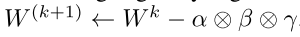 W^{(k+1)} ← W^k − α ⊗ β ⊗ γ.